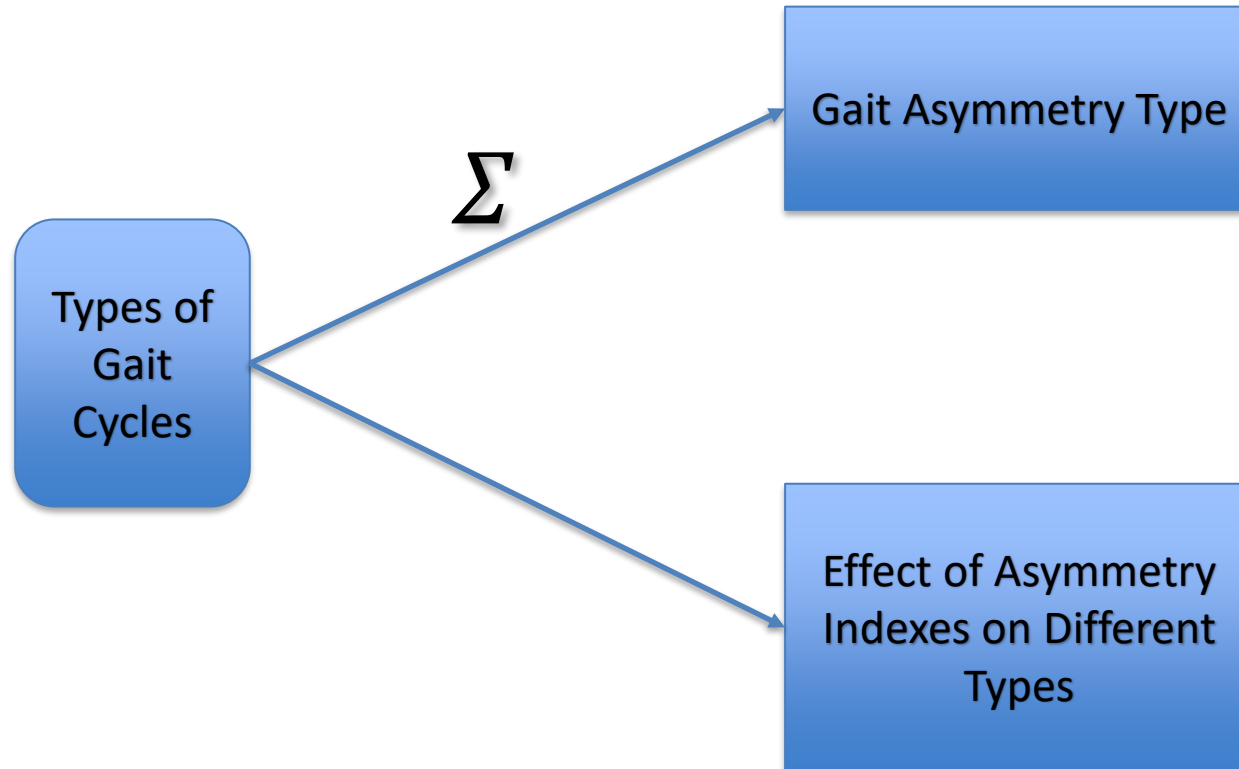 Gait Asymmetry Type
Σ
Types of
Gait
Cycles
Effect of Asymmetry
Indexes on Different
Types